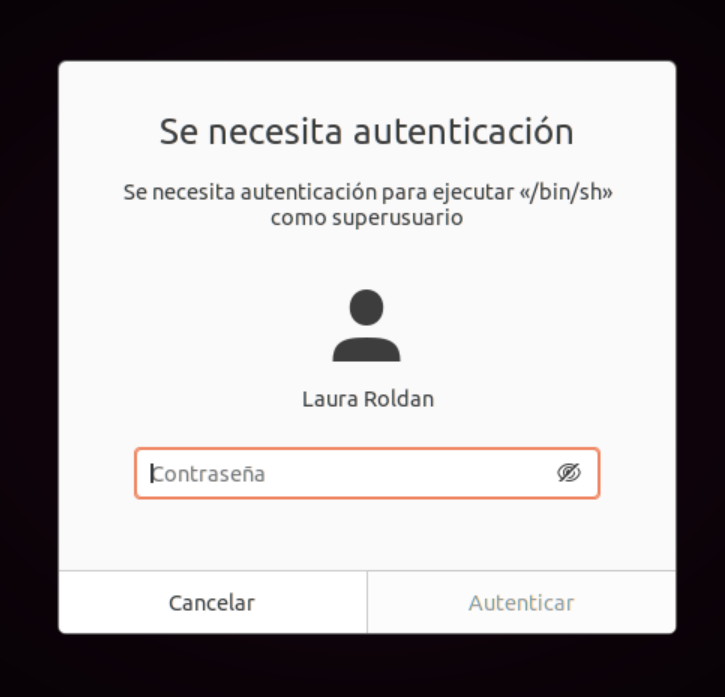 Se necesita autenticación
Se necesita autenticación para ejecutar «/bin/sh»
como superusuario
Laura Roldan
Contraseña
Cancelar
Autenticar